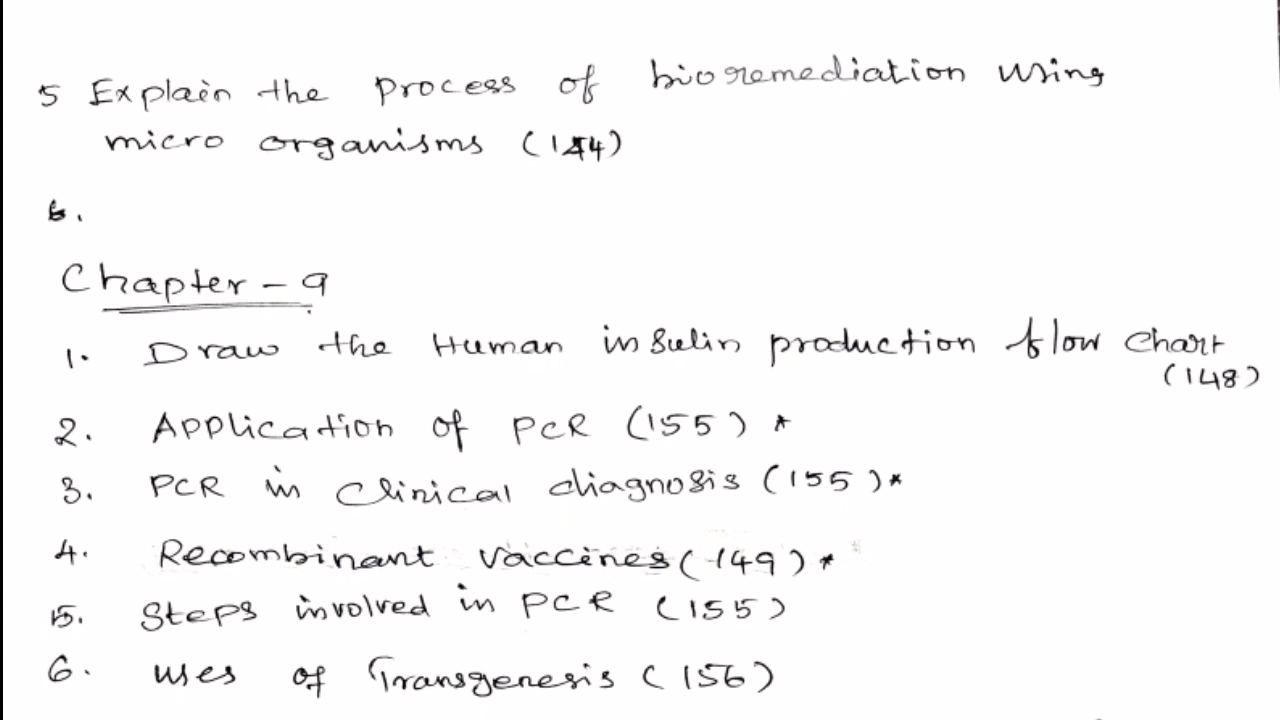 5 Explain the process of bioremediation using
micro organisms (144)
6.
Chapter - 9
1. Draw the Human insulin production flow chart
(148)
2. Application of PCR (155) *
3. PCR in Clinical diagnosis (155) *
4. Recombinant vaccines (149) *
5. Steps involved in PCR (155)
6. uses of Transgenesis (156)